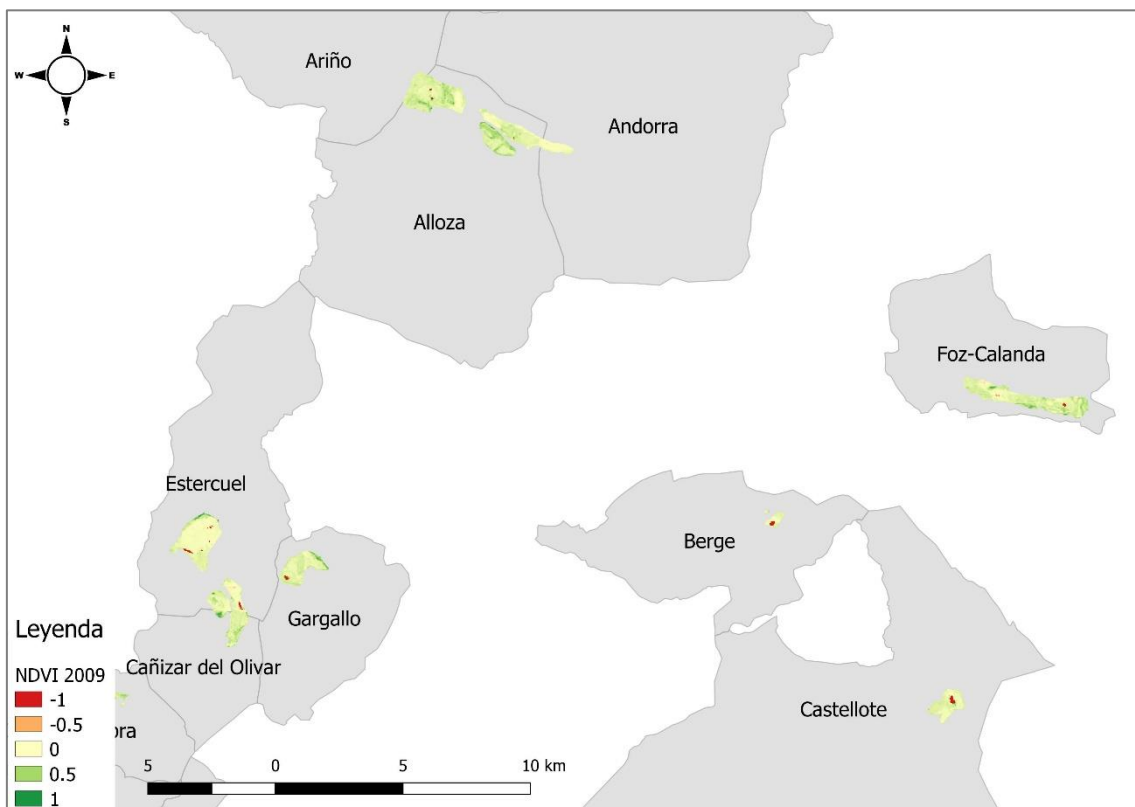 N
W E
S
Ariño
Andorra
Alloza
Foz-Calanda
Estercuel
Berge
Gargallo
Leyenda
Cañizar del Olivar
NDVI 2009
-1
-0.5
0
0.5
1
bra
Castellote
5 0 5 10 km